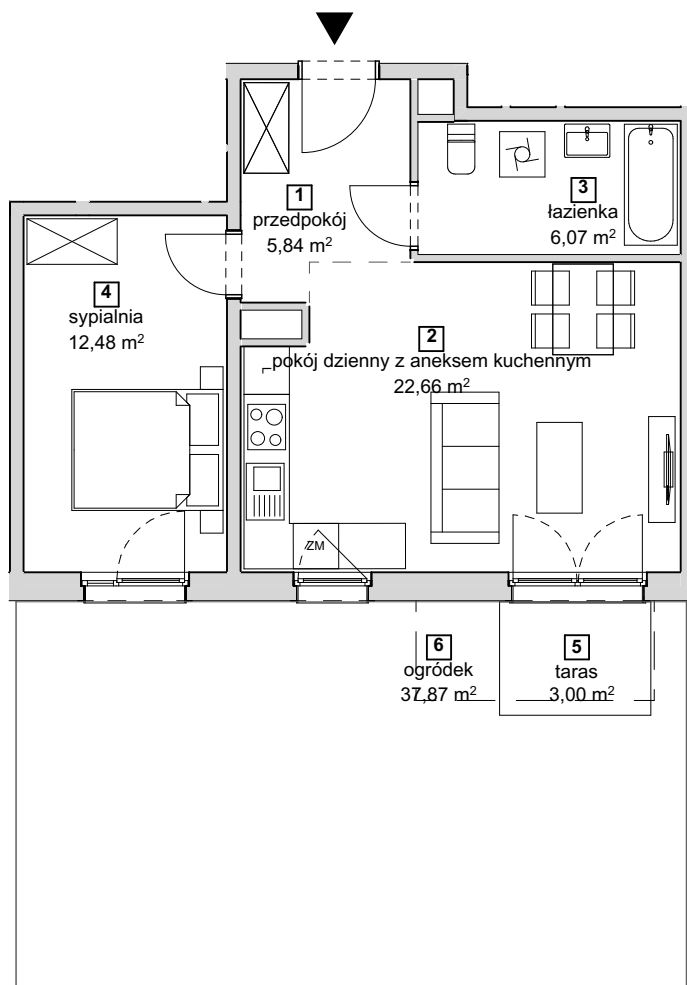 1
przedpokój
5,84 m²
3
łazienka
6,07 m²
4
sypialnia
12,48 m²
2
pokój dzienny z aneksem kuchennym
22,66 m²
ZM
6
ogródek
37,87 m²
5
taras
3,00 m²